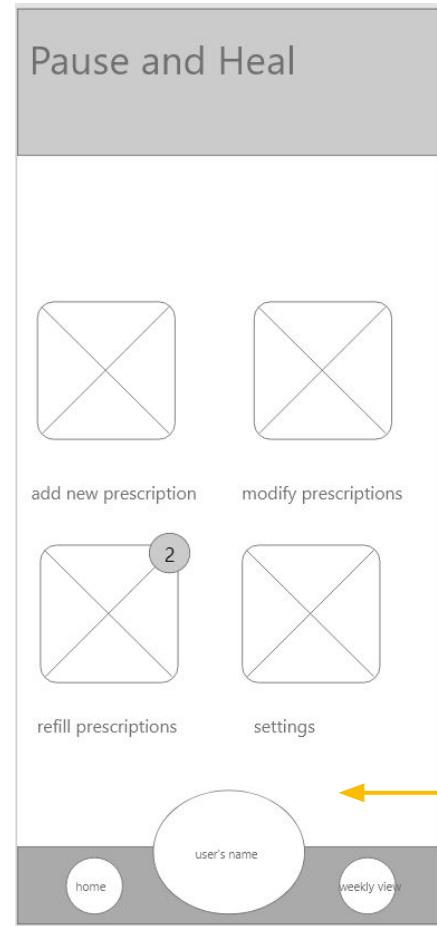 Pause and Heal
add new prescription
modify prescriptions
2
refill prescriptions
settings
user's name
home
weekly view